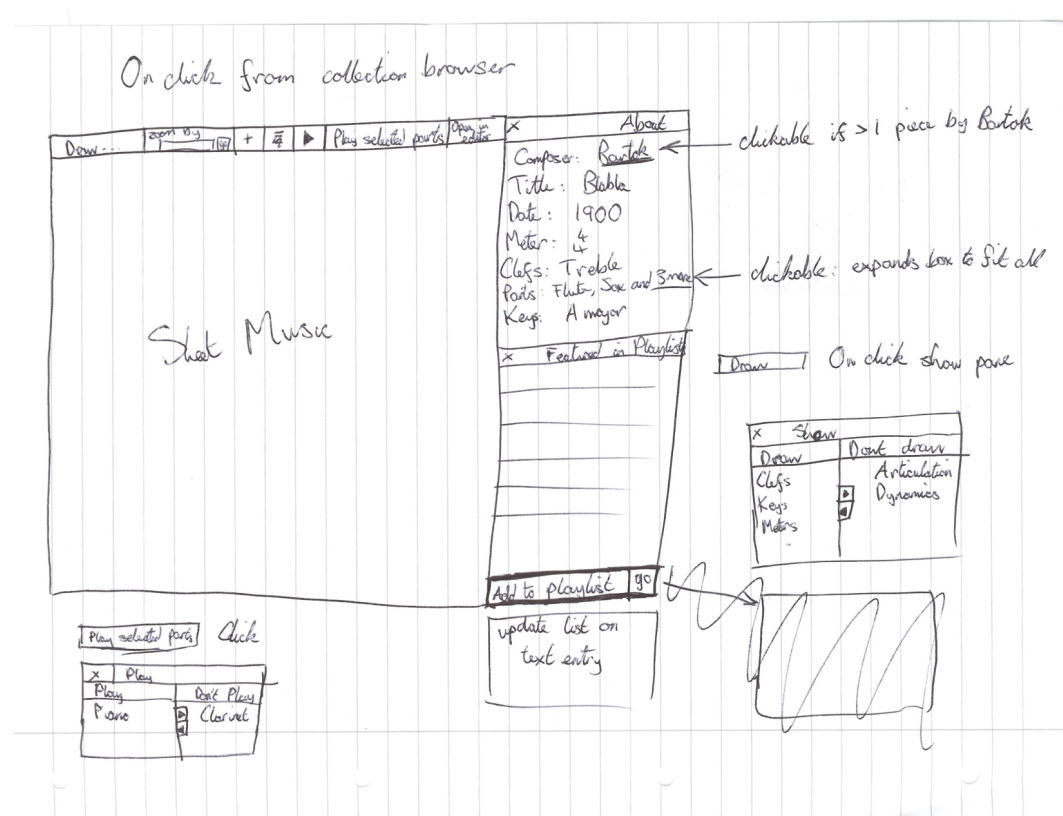 On click from collection browser
Draw... zoom by + Play selected parts Open in editor
x About
Composer: Bartok
clickable if > 1 piece by Bartok
Title: Blabla
Date: 1900
Meter: 4
4
Clefs: Treble
Parts: Flute, Sax and 3 more
clickable: expands box to fit all
Keys: A mayor
Sheet Music
x Featured in Playlists
Draw On click show pane
x Show
Draw Dont draw
Clefs Articulation
Keys Dynamics
Meters
Add to playlist go
update list on
text entry
Play selected parts Click
x Play
Play Don't Play
Piano Clarinet